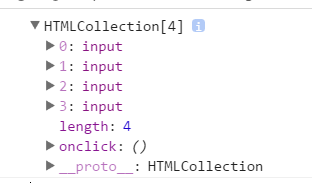 HTMLCollection[4] i
0: input
1: input
2: input
3: input
length: 4
onclick: ()
__proto__: HTMLCollection